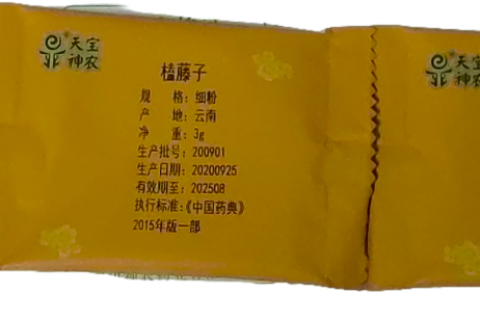 天宝
神农
榼藤子
规 格：细粉
产 地：云南
净 重：3g
生产批号：200901
生产日期：20200925
有效期至：202508
执行标准：《中国药典》
2015年版一部
天宝
神农